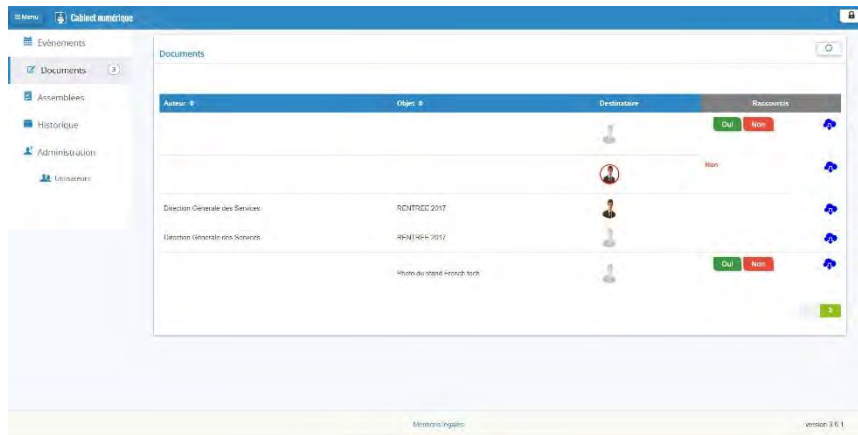 Menu Cabinet numérique
Evènements
Documents 3
Assemblées
Historique
Administration
Utilisateurs
Documents
Auteur Objet Destinataire Raccourcis
Oui Non
Non
Direction Générale des Services RENTREE 2017
Direction Générale des Services RENTREE 2017
Photo du stand French tech Oui Non
Mentions légales version 3.6.1